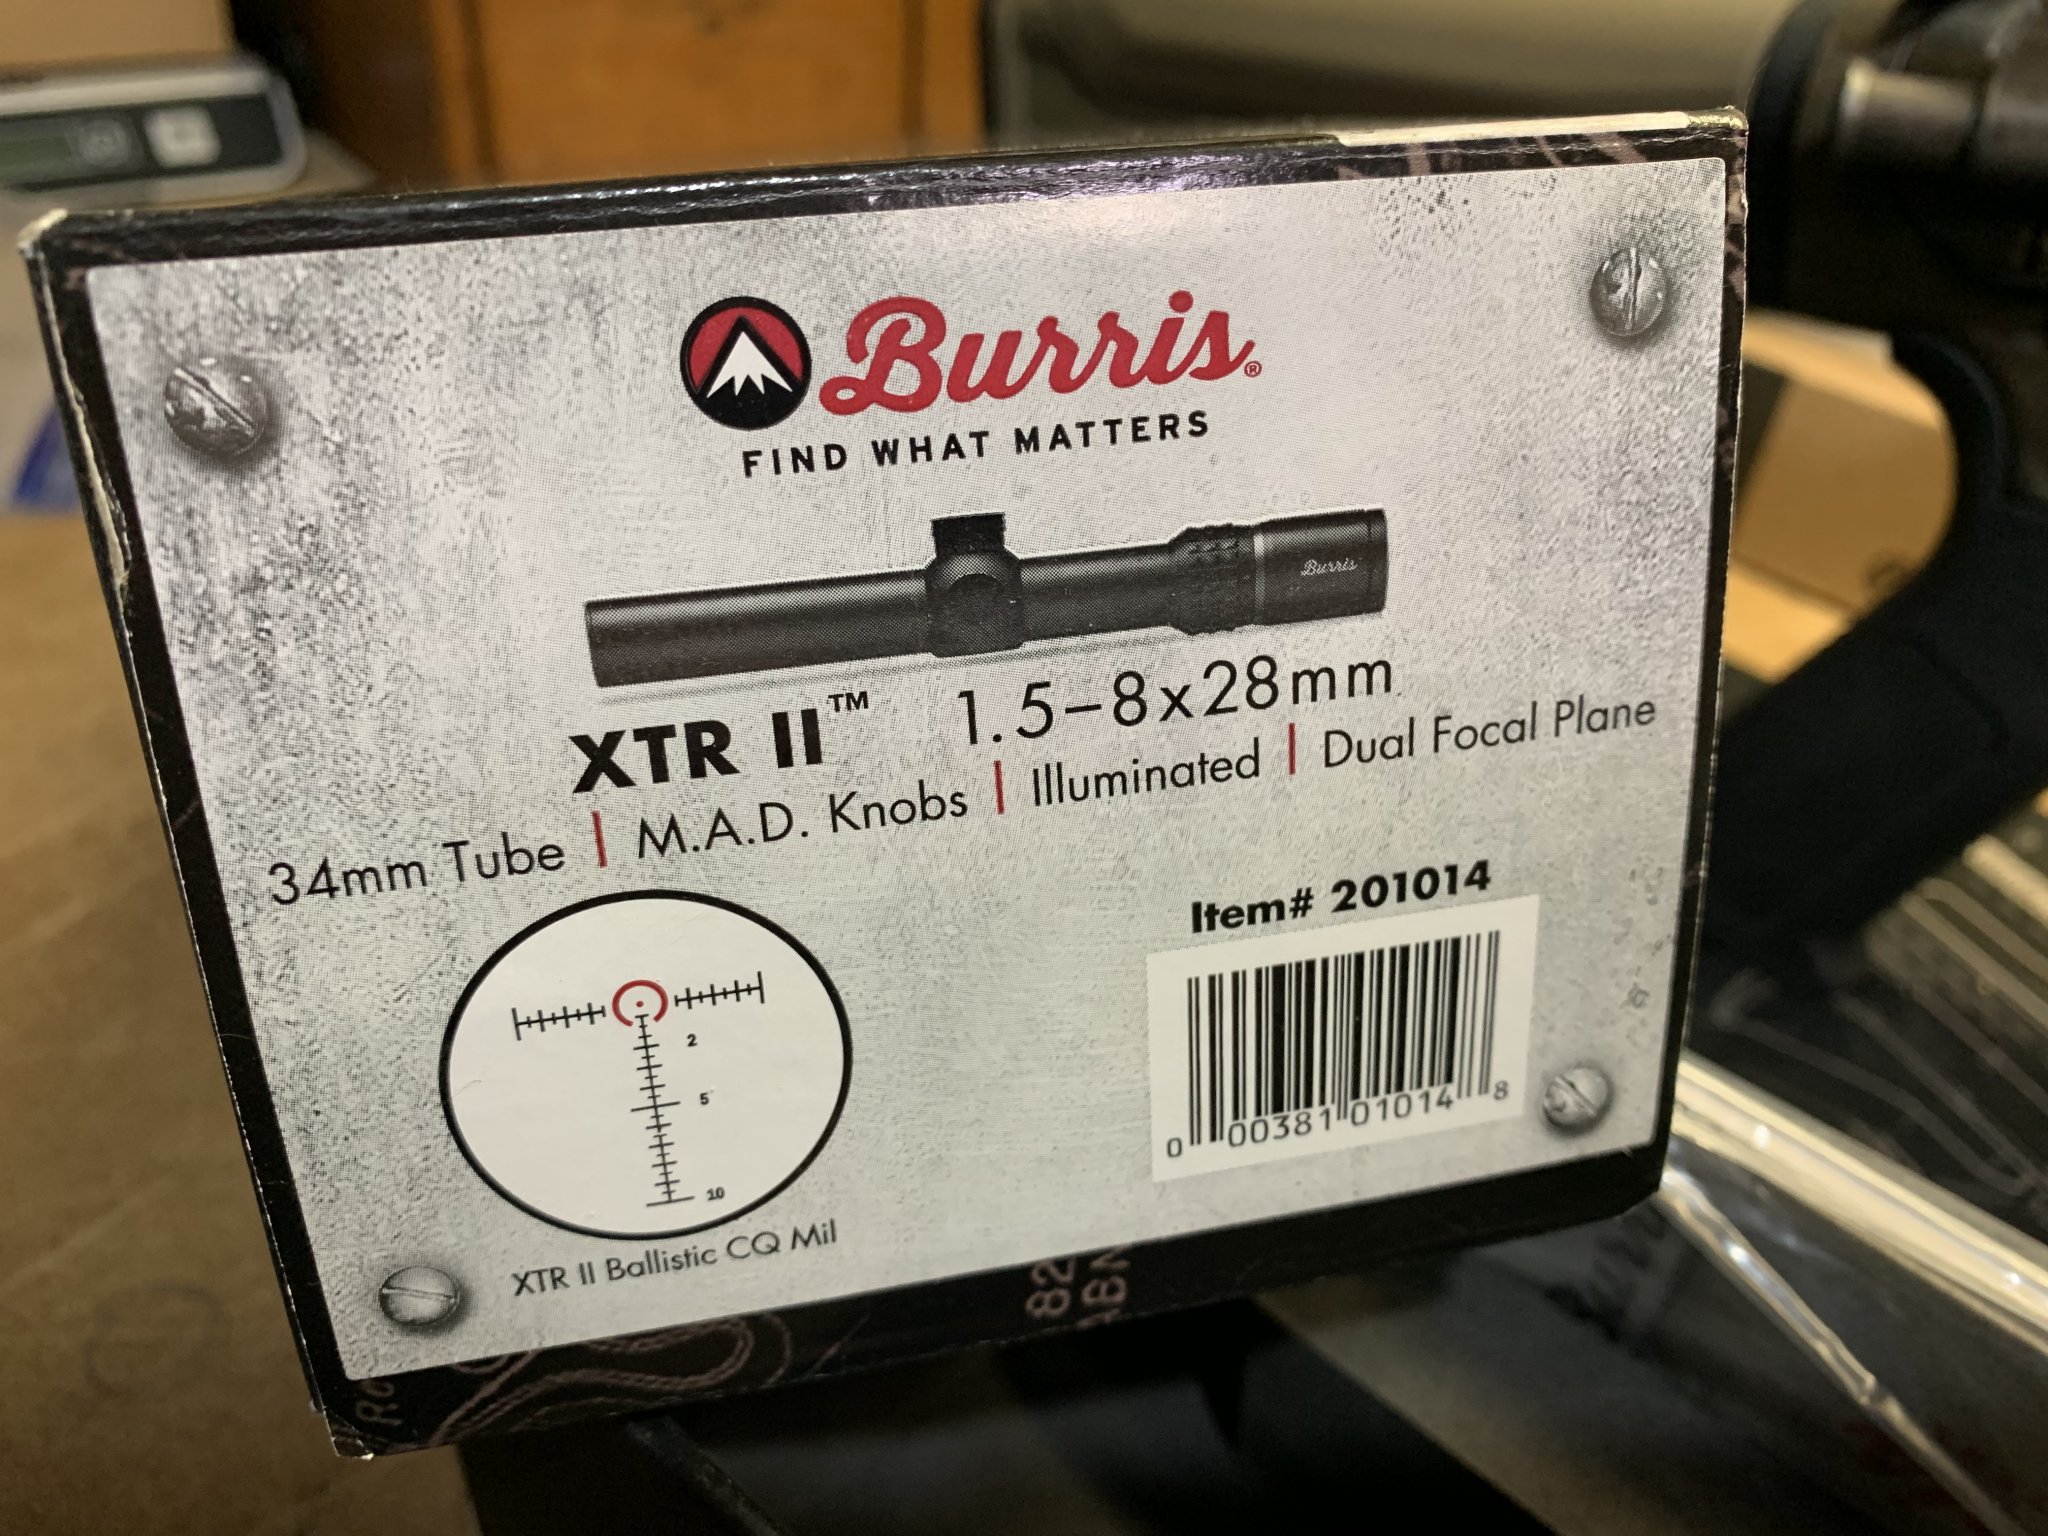 Burris®
FIND WHAT MATTERS
Burris
XTR II™ 1.5-8x28mm
34mm Tube | M.A.D. Knobs | Illuminated | Dual Focal Plane
Item# 201014
2
5
10
0 00381 01014 8
XTR II Ballistic CQ Mil
82